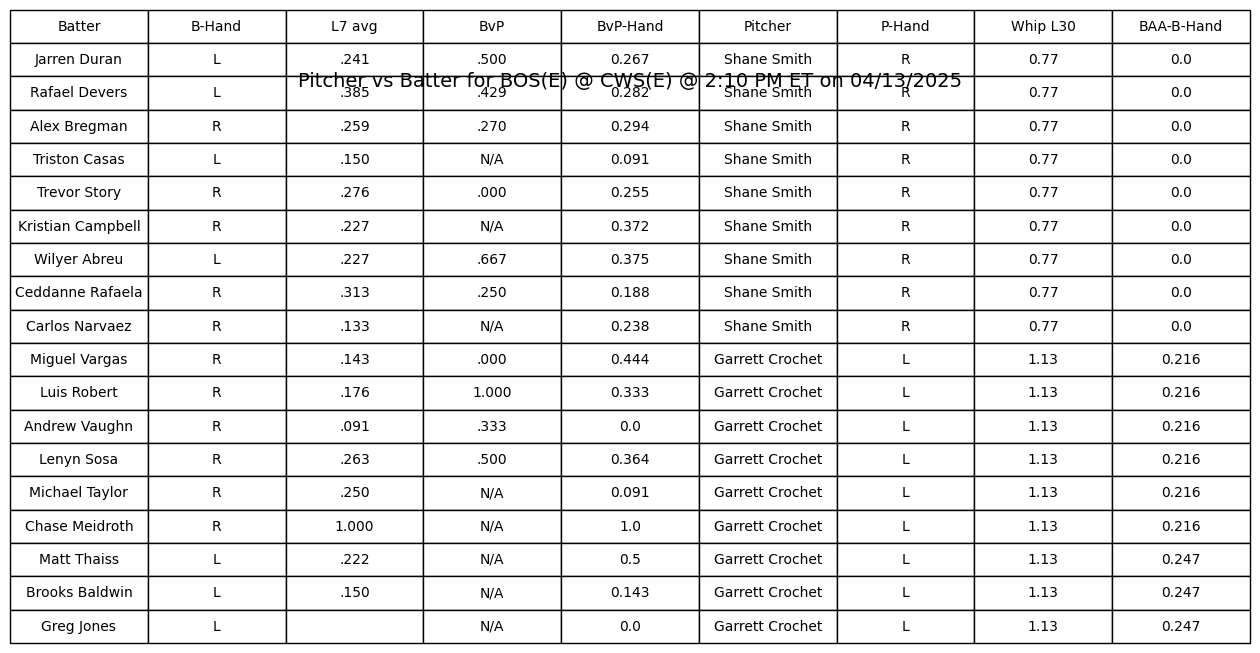 Batter B-Hand L7 avg BvP BvP-Hand Pitcher P-Hand Whip L30 BAA-B-Hand
Jarren Duran L .241 .500 0.267 Shane Smith R 0.77 0.0
Pitcher vs Batter for BOS(E) @ CWS(E) @ 2:10 PM ET on 04/13/2025
Rafael Devers L .385 .429 0.282 Shane Smith R 0.77 0.0
Alex Bregman R .259 .270 0.294 Shane Smith R 0.77 0.0
Triston Casas L .150 N/A 0.091 Shane Smith R 0.77 0.0
Trevor Story R .276 .000 0.255 Shane Smith R 0.77 0.0
Kristian Campbell R .227 N/A 0.372 Shane Smith R 0.77 0.0
Wilyer Abreu L .227 .667 0.375 Shane Smith R 0.77 0.0
Ceddanne Rafaela R .313 .250 0.188 Shane Smith R 0.77 0.0
Carlos Narvaez R .133 N/A 0.238 Shane Smith R 0.77 0.0
Miguel Vargas R .143 .000 0.444 Garrett Crochet L 1.13 0.216
Luis Robert R .176 1.000 0.333 Garrett Crochet L 1.13 0.216
Andrew Vaughn R .091 .333 0.0 Garrett Crochet L 1.13 0.216
Lenyn Sosa R .263 .500 0.364 Garrett Crochet L 1.13 0.216
Michael Taylor R .250 N/A 0.091 Garrett Crochet L 1.13 0.216
Chase Meidroth R 1.000 N/A 1.0 Garrett Crochet L 1.13 0.216
Matt Thaiss L .222 N/A 0.5 Garrett Crochet L 1.13 0.247
Brooks Baldwin L .150 N/A 0.143 Garrett Crochet L 1.13 0.247
Greg Jones L N/A 0.0 Garrett Crochet L 1.13 0.247